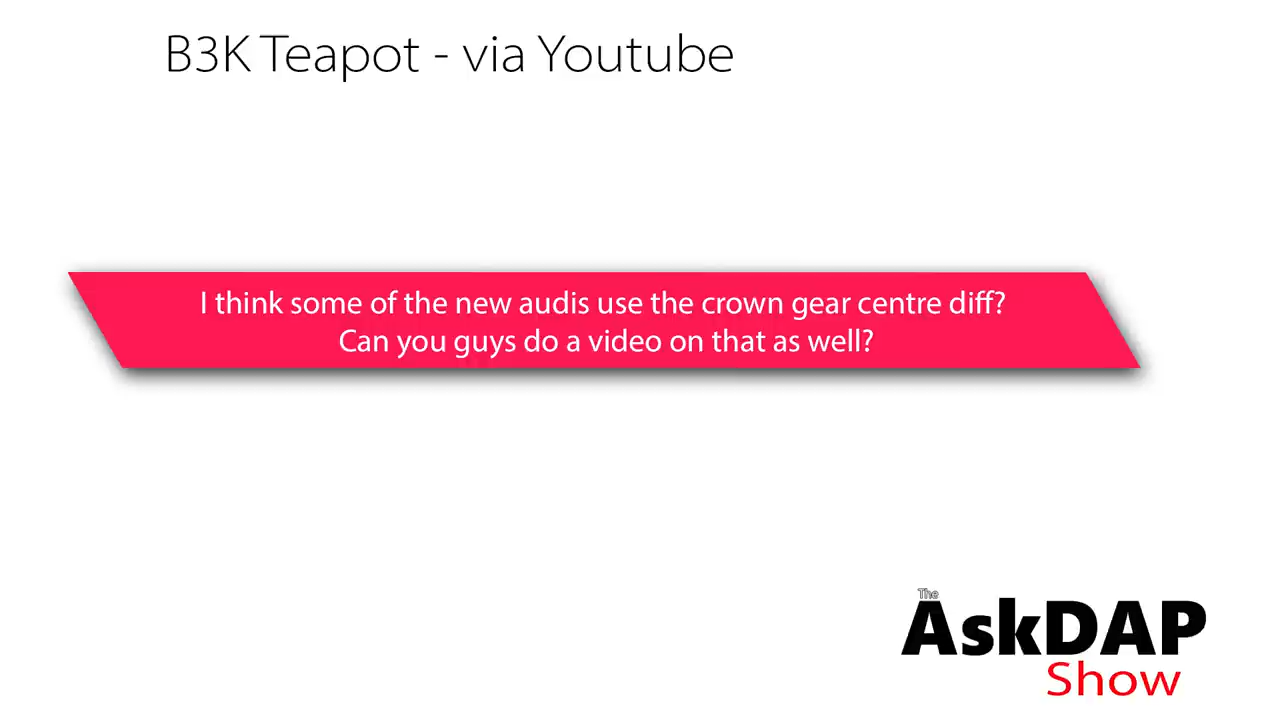 B3K Teapot - via Youtube
I think some of the new audis use the crown gear centre diff?
Can you guys do a video on that as well?
The
AskDAP
Show